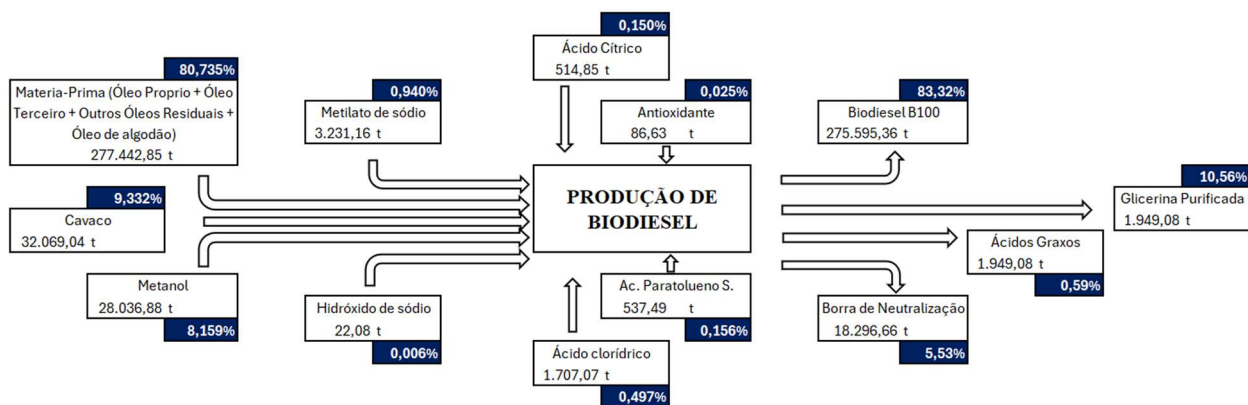 80,735%
Materia-Prima (Óleo Proprio + Óleo
Terceiro + Outros Óleos Residuais +
Óleo de algodão)
277.442,85 t
9,332%
Cavaco
32.069,04 t
Metanol
28.036,88 t
8,159%
0,940%
Metilato de sódio
3.231,16 t
Hidróxido de sódio
22,08 t
0,006%
0,150%
Ácido Cítrico
514,85 t
0,025%
Antioxidante
86,63 t
PRODUÇÃO DE
BIODIESEL
Ac. Paratolueno S.
537,49 t
0,156%
Ácido clorídrico
1.707,07 t
0,497%
83,32%
Biodiesel B100
275.595,36 t
10,56%
Glicerina Purificada
1.949,08 t
Ácidos Graxos
1.949,08 t
0,59%
Borra de Neutralização
18.296,66 t
5,53%